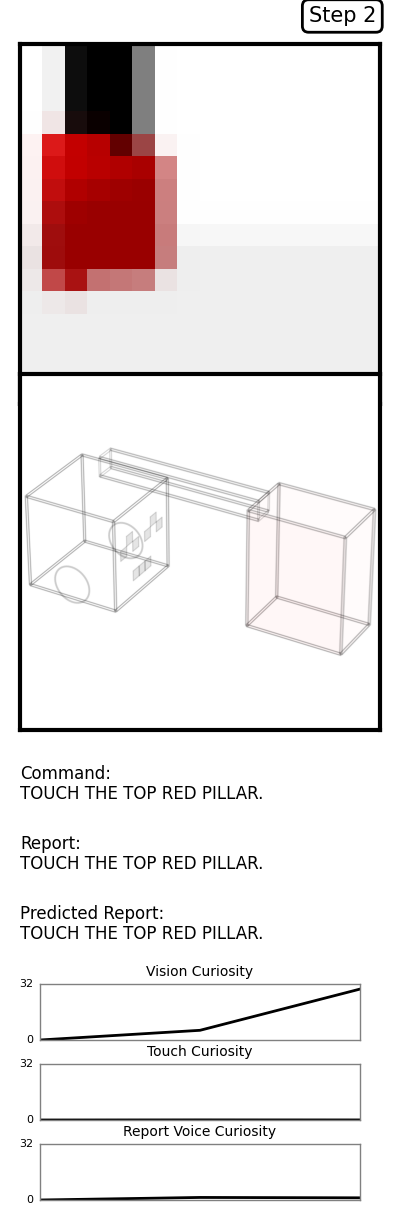 Step 2
Command:
TOUCH THE TOP RED PILLAR.
Report:
TOUCH THE TOP RED PILLAR.
Predicted Report:
TOUCH THE TOP RED PILLAR.
Vision Curiosity
32
0
Touch Curiosity
32
0
Report Voice Curiosity
32
0